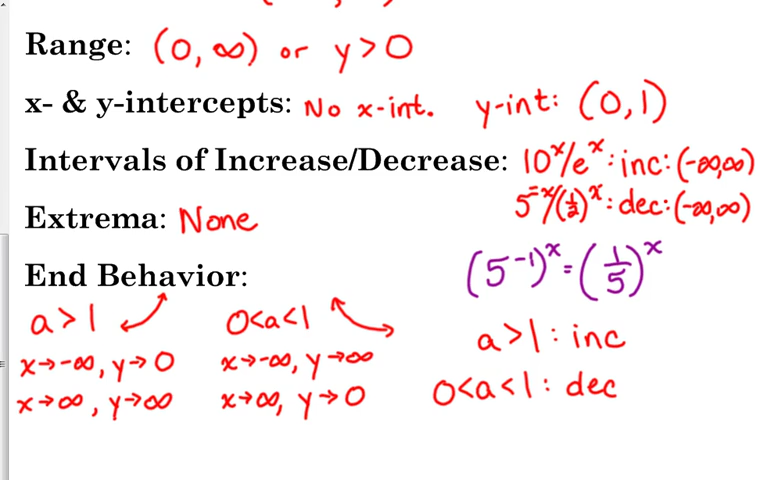 Range: (0, ∞) or y > 0
x- & y-intercepts: No x-int. y-int: (0, 1)
Intervals of Increase/Decrease: 10^x/e^x: inc: (-∞,∞)
5^-x/(1/2)^x: dec: (-∞,∞)
Extrema: None
(5^-1)^x = (1/5)^x
End Behavior:
a > 1 0<a<1
a > 1: inc
x→-∞, y→0 x→-∞, y→∞
0<a<1: dec
x→∞, y→∞ x→∞, y→0